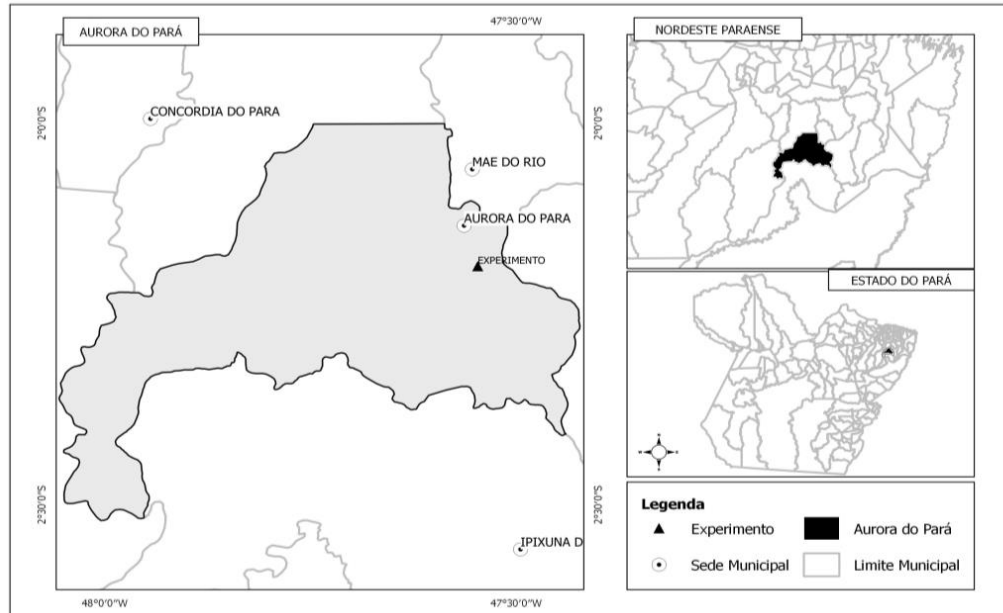 AURORA DO PARÁ
47°30'0"W
CONCORDIA DO PARA
2°0'0"S
2°0'0"S
MAE DO RIO
AURORA DO PARA
EXPERIMENTO
2°30'0"S
2°30'0"S
IPIXUNA D
48°0'0"W
47°30'0"W
NORDESTE PARAENSE
ESTADO DO PARÁ
Legenda
Experimento
Aurora do Pará
Sede Municipal
Limite Municipal